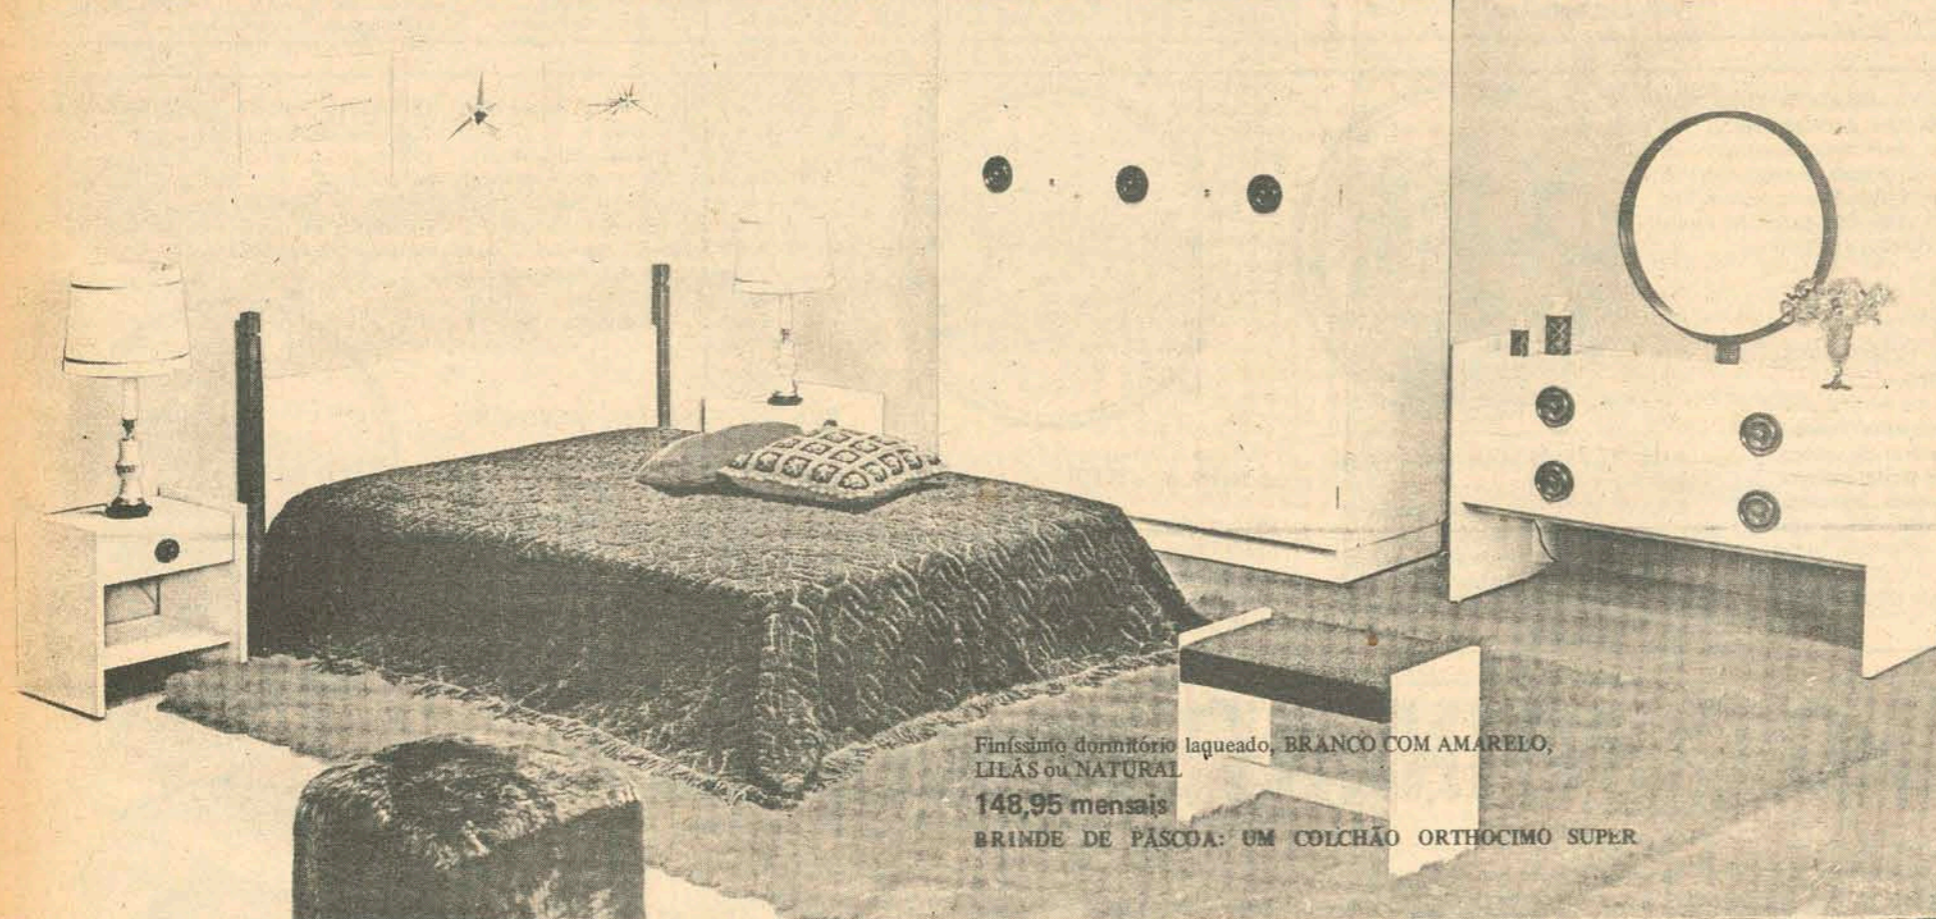 Finíssimo dormitório laqueado, BRANCO COM AMARELO,
LILÁS ou NATURAL
148,95 mensais
BRINDE DE PÁSCOA: UM COLCHÃO ORTHOCIMO SUPER